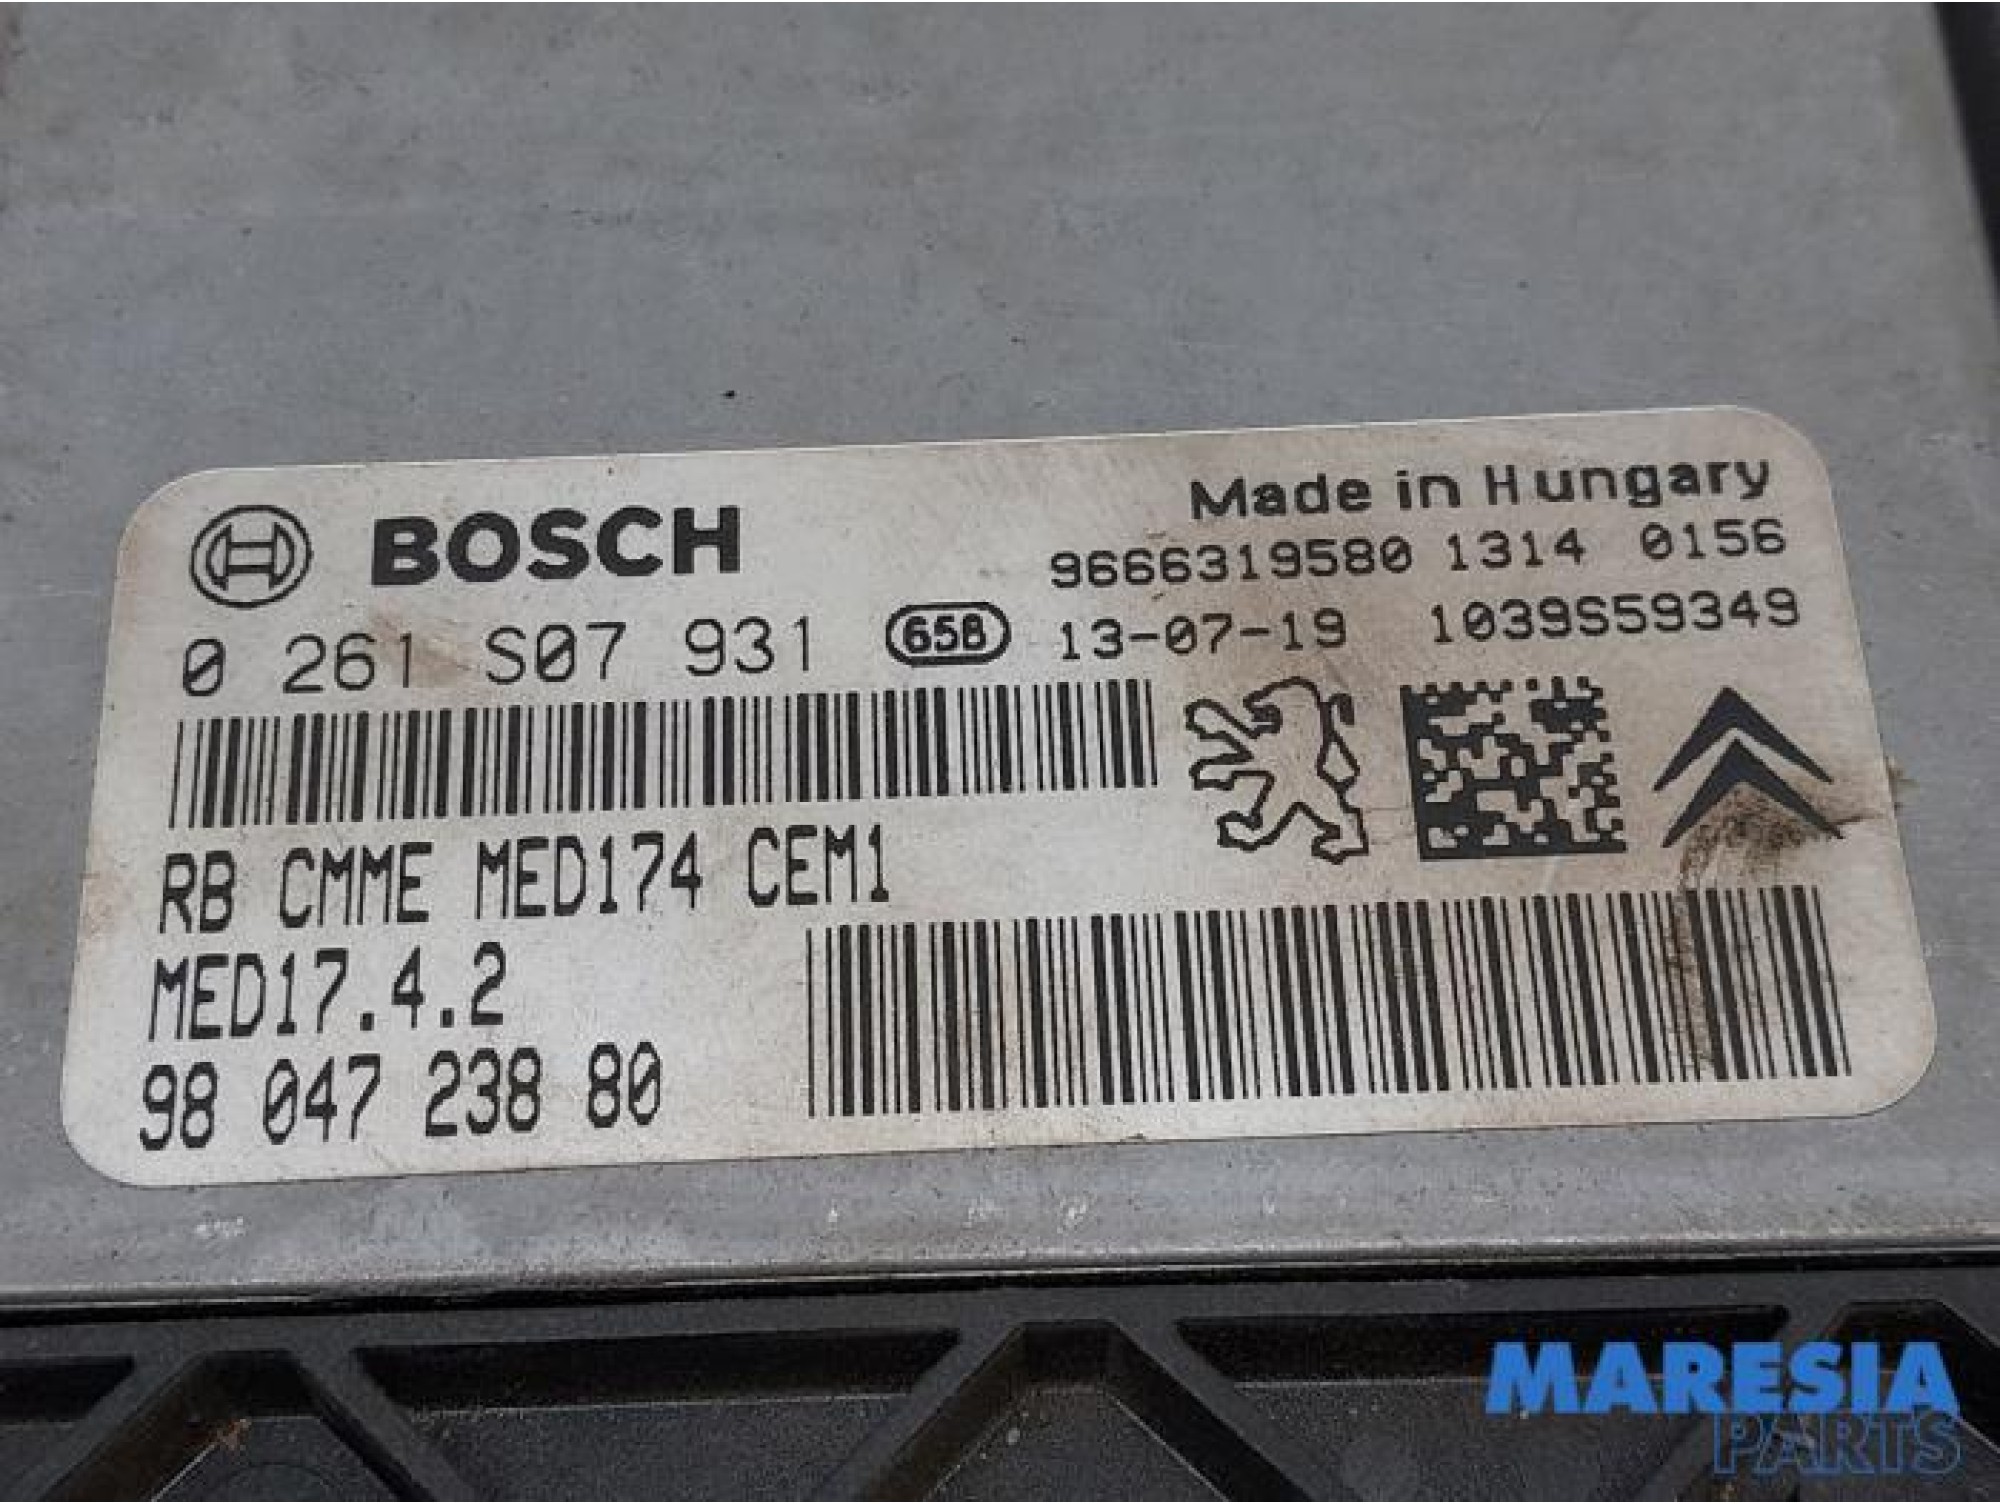 BOSCH
Made in Hungary
9666319580 1314 0156
0 261 S07 931
65B
13-07-19 1039S59349
RB CMME MED174 CEM1
MED17.4.2
98 047 238 80
MARESIA
PARTS